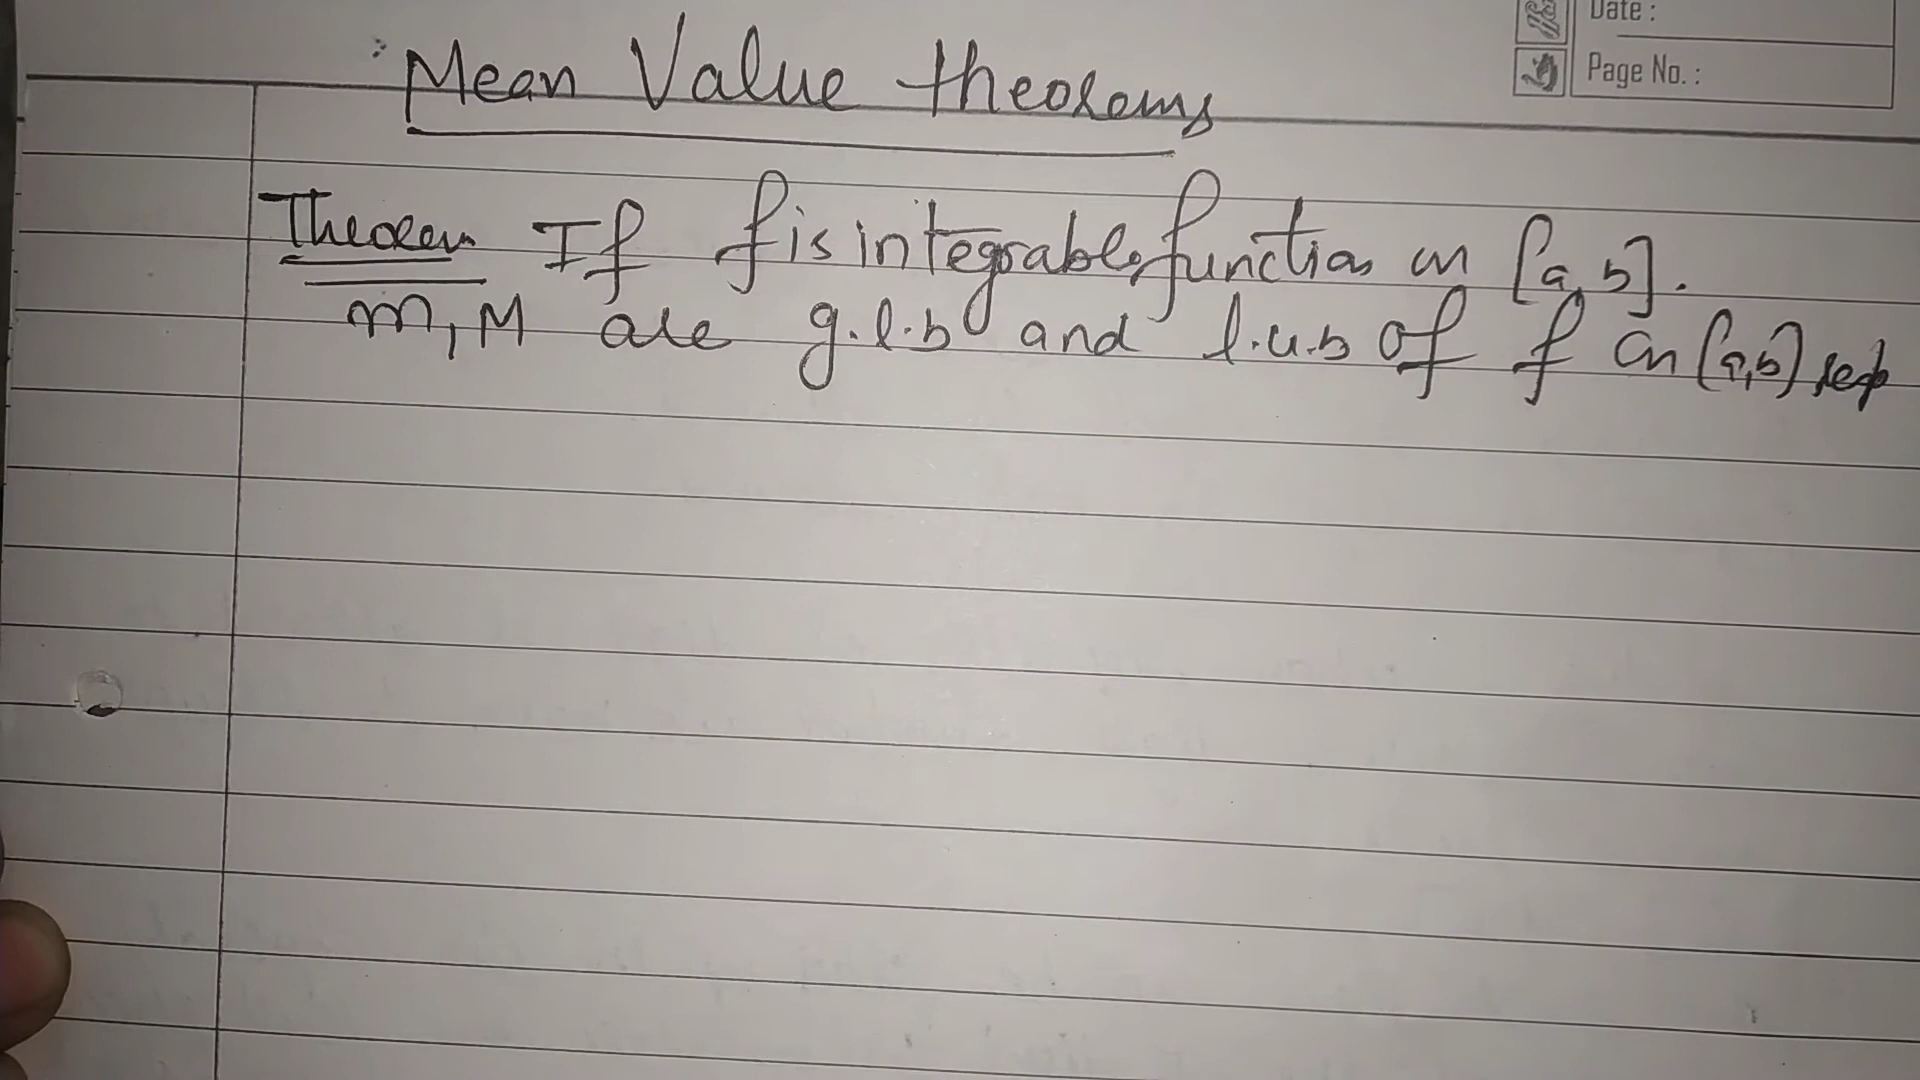 Date :
Page No. :
Mean Value theorems
Theorem If f is integrable function on [a, b].
m, M are g.l.b and l.u.b of f on [a,b] resp